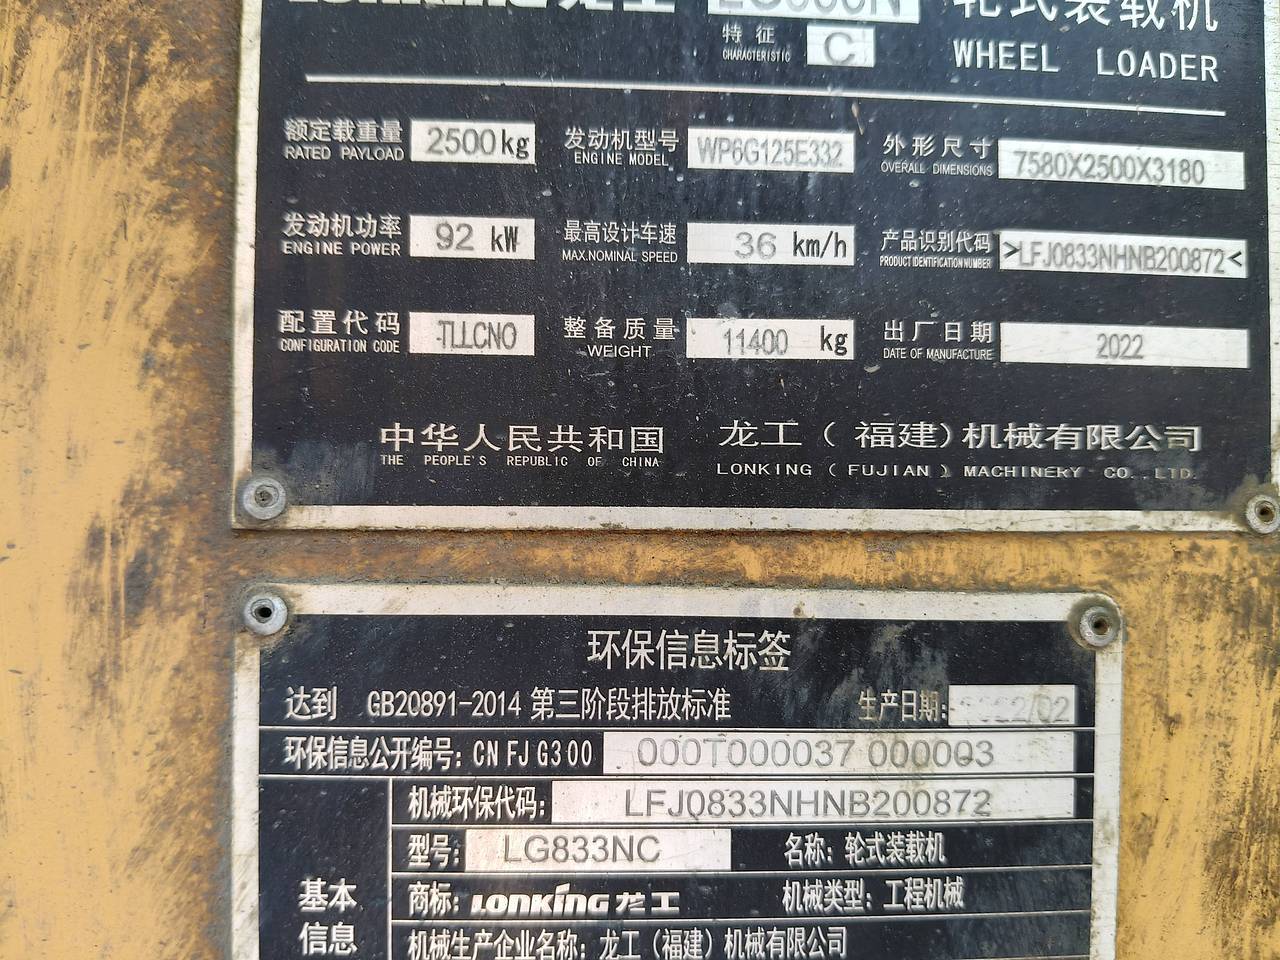 LONKING 龙工 轮式装载机
特征 C
CHARACTERISTIC WHEEL LOADER
额定载重量 2500kg 发动机型号 WP6G125E332 外形尺寸 7580X2500X3180
RATED PAYLOAD ENGINE MODEL OVERALL DIMENSIONS
发动机功率 92 kW 最高设计车速 36 km/h 产品识别代码 >LFJ0833NHNB200872<
ENGINE POWER MAX.NOMINAL SPEED PRODUCT IDENTIFICATION NUMBER
配置代码 TLLCNO 整备质量 11400 kg 出厂日期 2022
CONFIGURATION CODE WEIGHT DATE OF MANUFACTURE
中华人民共和国 龙工(福建)机械有限公司
THE PEOPLE'S REPUBLIC OF CHINA LONKING (FUJIAN) MACHINERY CO.,LTD.
环保信息标签
达到 GB20891-2014 第三阶段排放标准 生产日期: 2022/02
环保信息公开编号: CN FJ G3 00 000T000037 000003
机械环保代码: LFJ0833NHNB200872
型号: LG833NC 名称: 轮式装载机
基本 商标: LONKING 龙工 机械类型: 工程机械
信息 机械生产企业名称: 龙工(福建)机械有限公司